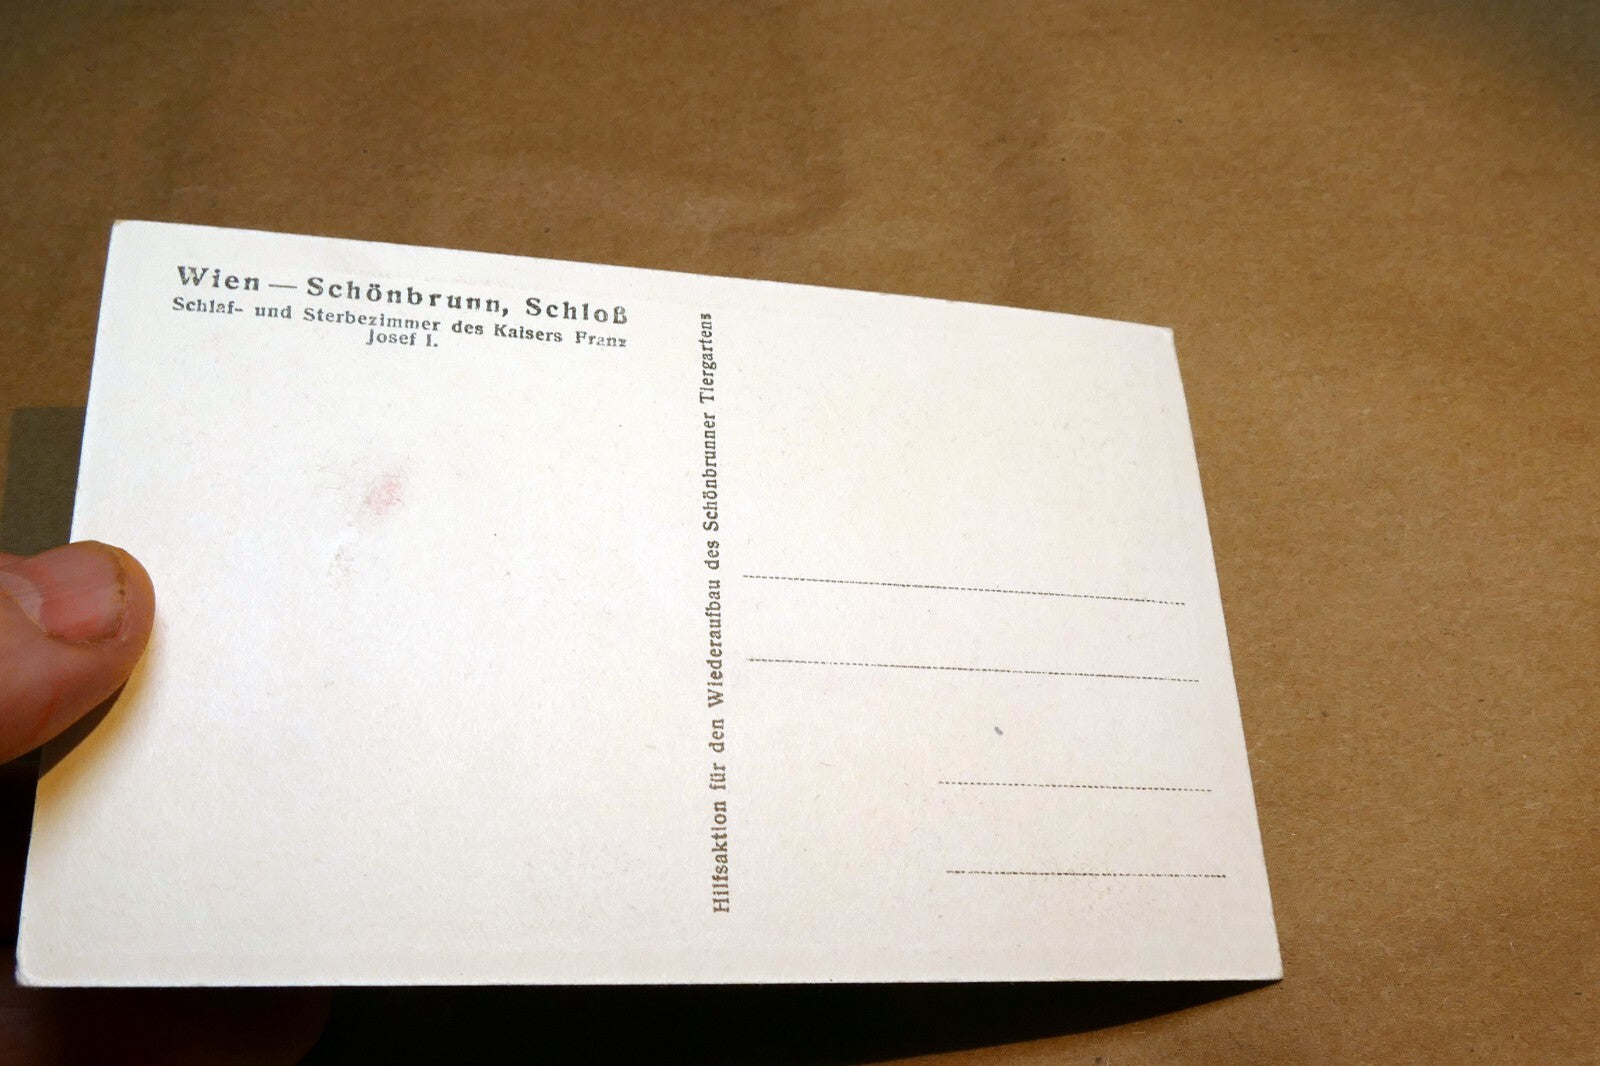 Wien — Schönbrunn, Schloß
Schlaf- und Sterbezimmer des Kaisers Franz
Josef I.
Hilfsaktion für den Wiederaufbau des Schönbrunner Tiergartens